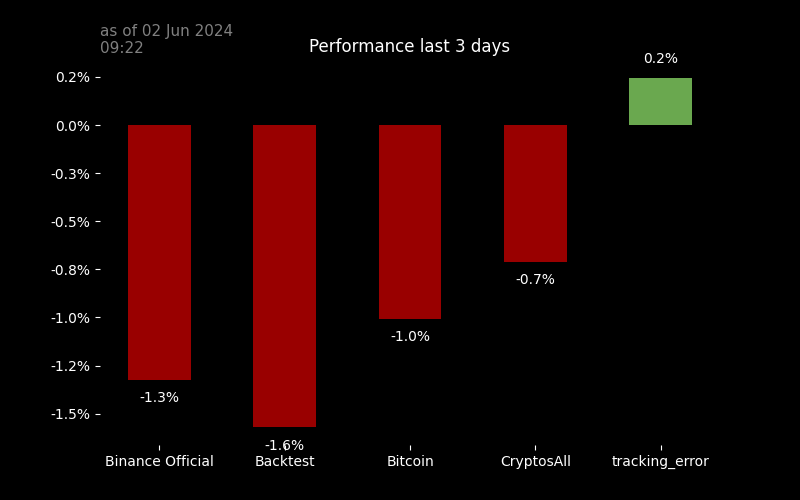 as of 02 Jun 2024
09:22
Performance last 3 days
0.2%
0.2%
0.0%
-0.3%
-0.5%
-0.8%
-1.0%
-1.2%
-1.5%
-0.7%
-1.0%
-1.3%
-1.6%
Binance Official
Backtest
Bitcoin
CryptosAll
tracking_error